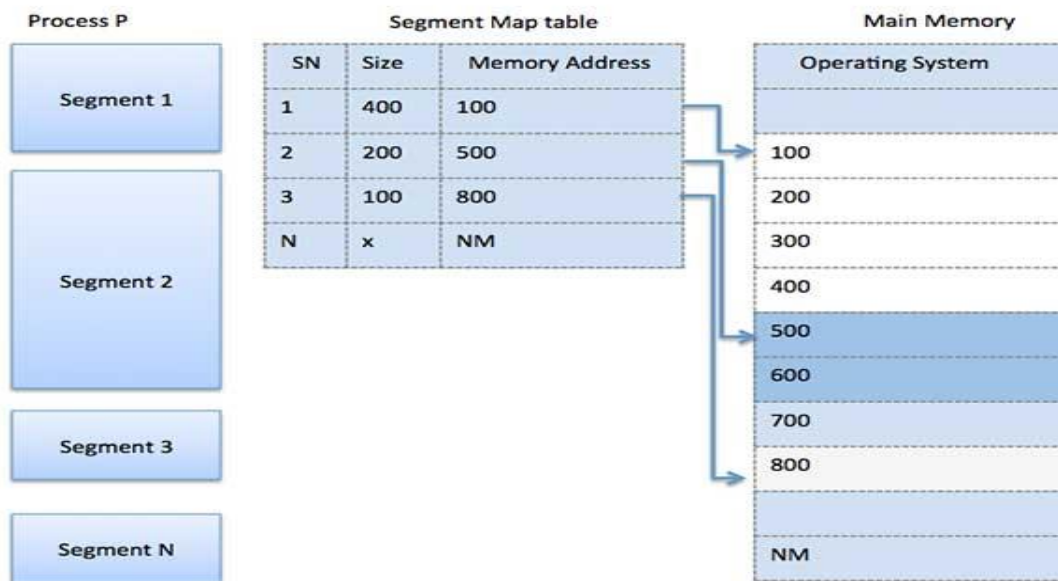 Process P
Segment Map table
Main Memory
Segment 1
Segment 2
Segment 3
Segment N
SN Size Memory Address
1 400 100
2 200 500
3 100 800
N x NM
Operating System
100
200
300
400
500
600
700
800
NM